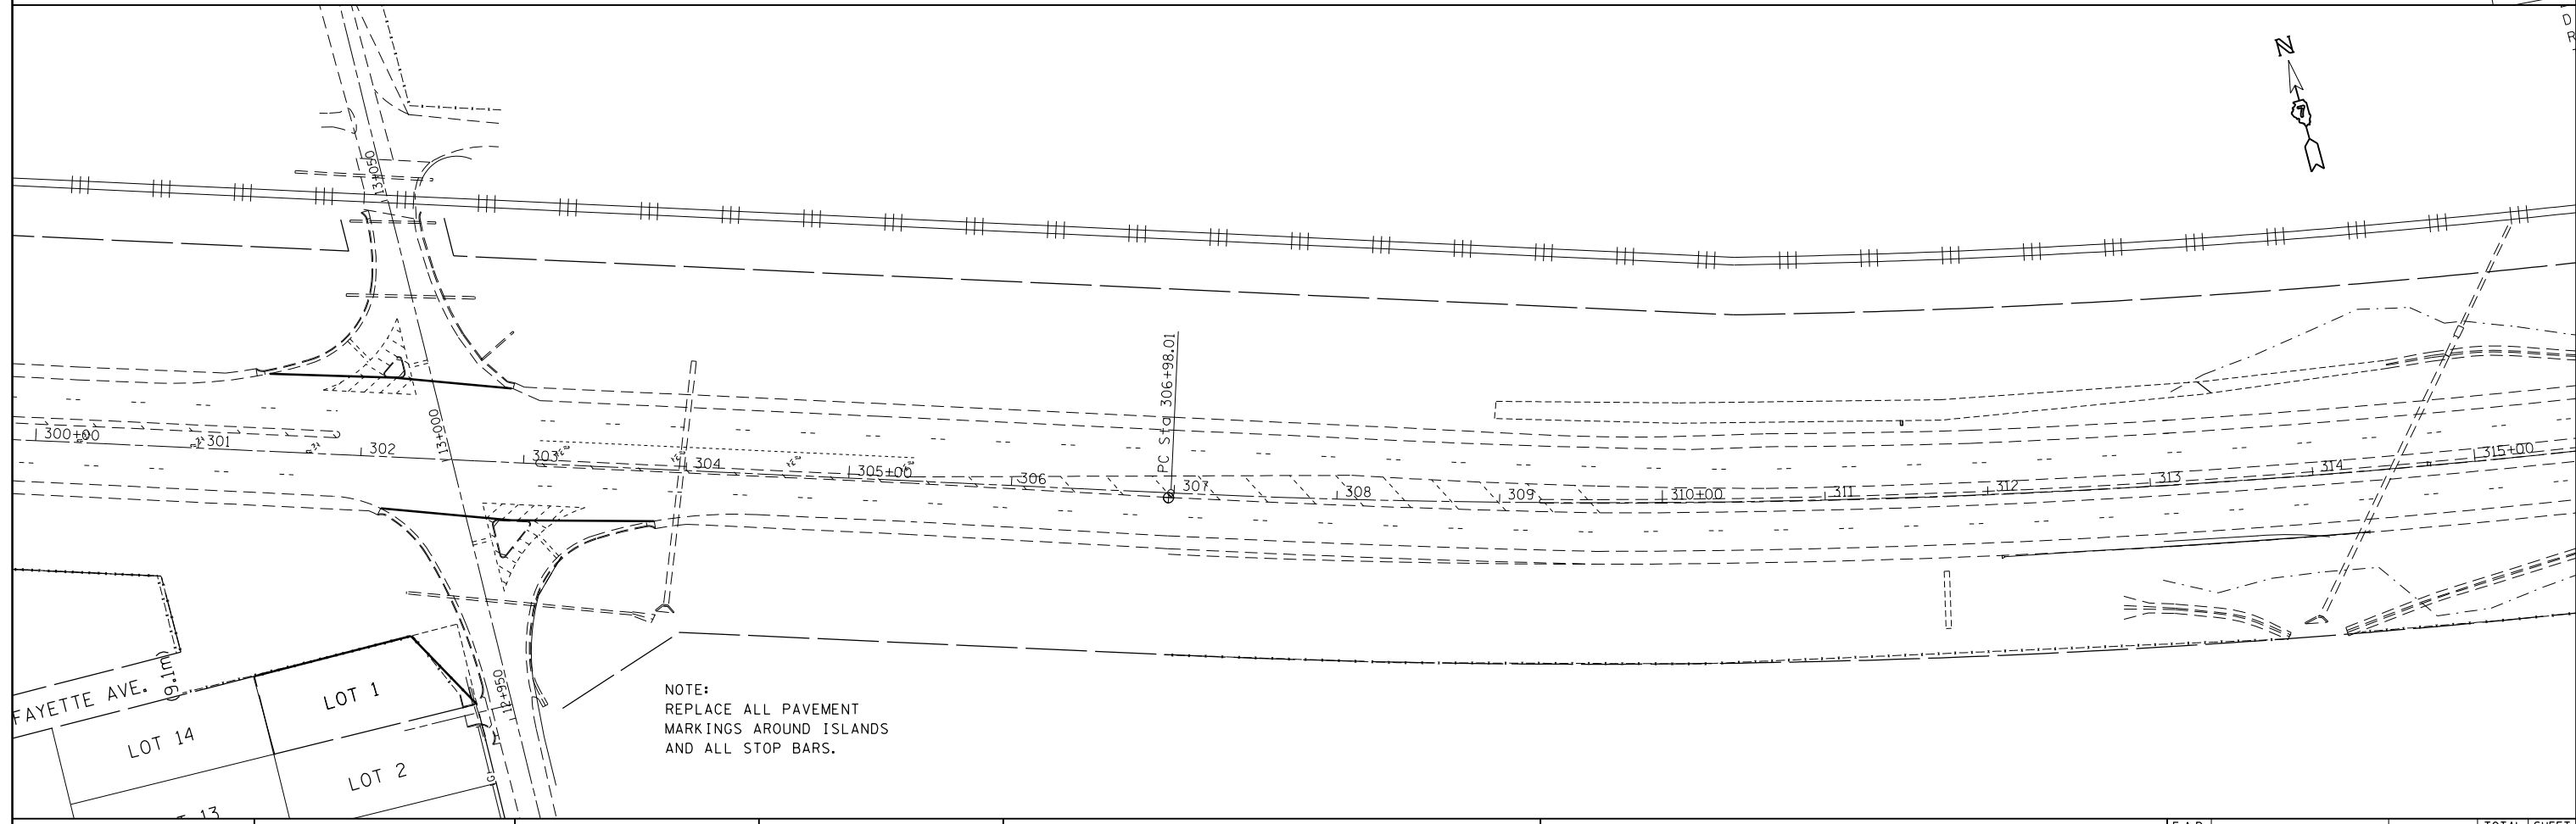 N
7
13+050
PC Sta 306+98.01
13+000
300+00
301
302
303
304
305+00
306
307
308
309
310+00
311
312
313
314
315+00
(9.1m)
FAYETTE AVE.
LOT 1
LOT 14
LOT 2
12+950
G
13
NOTE:
REPLACE ALL PAVEMENT
MARKINGS AROUND ISLANDS
AND ALL STOP BARS.